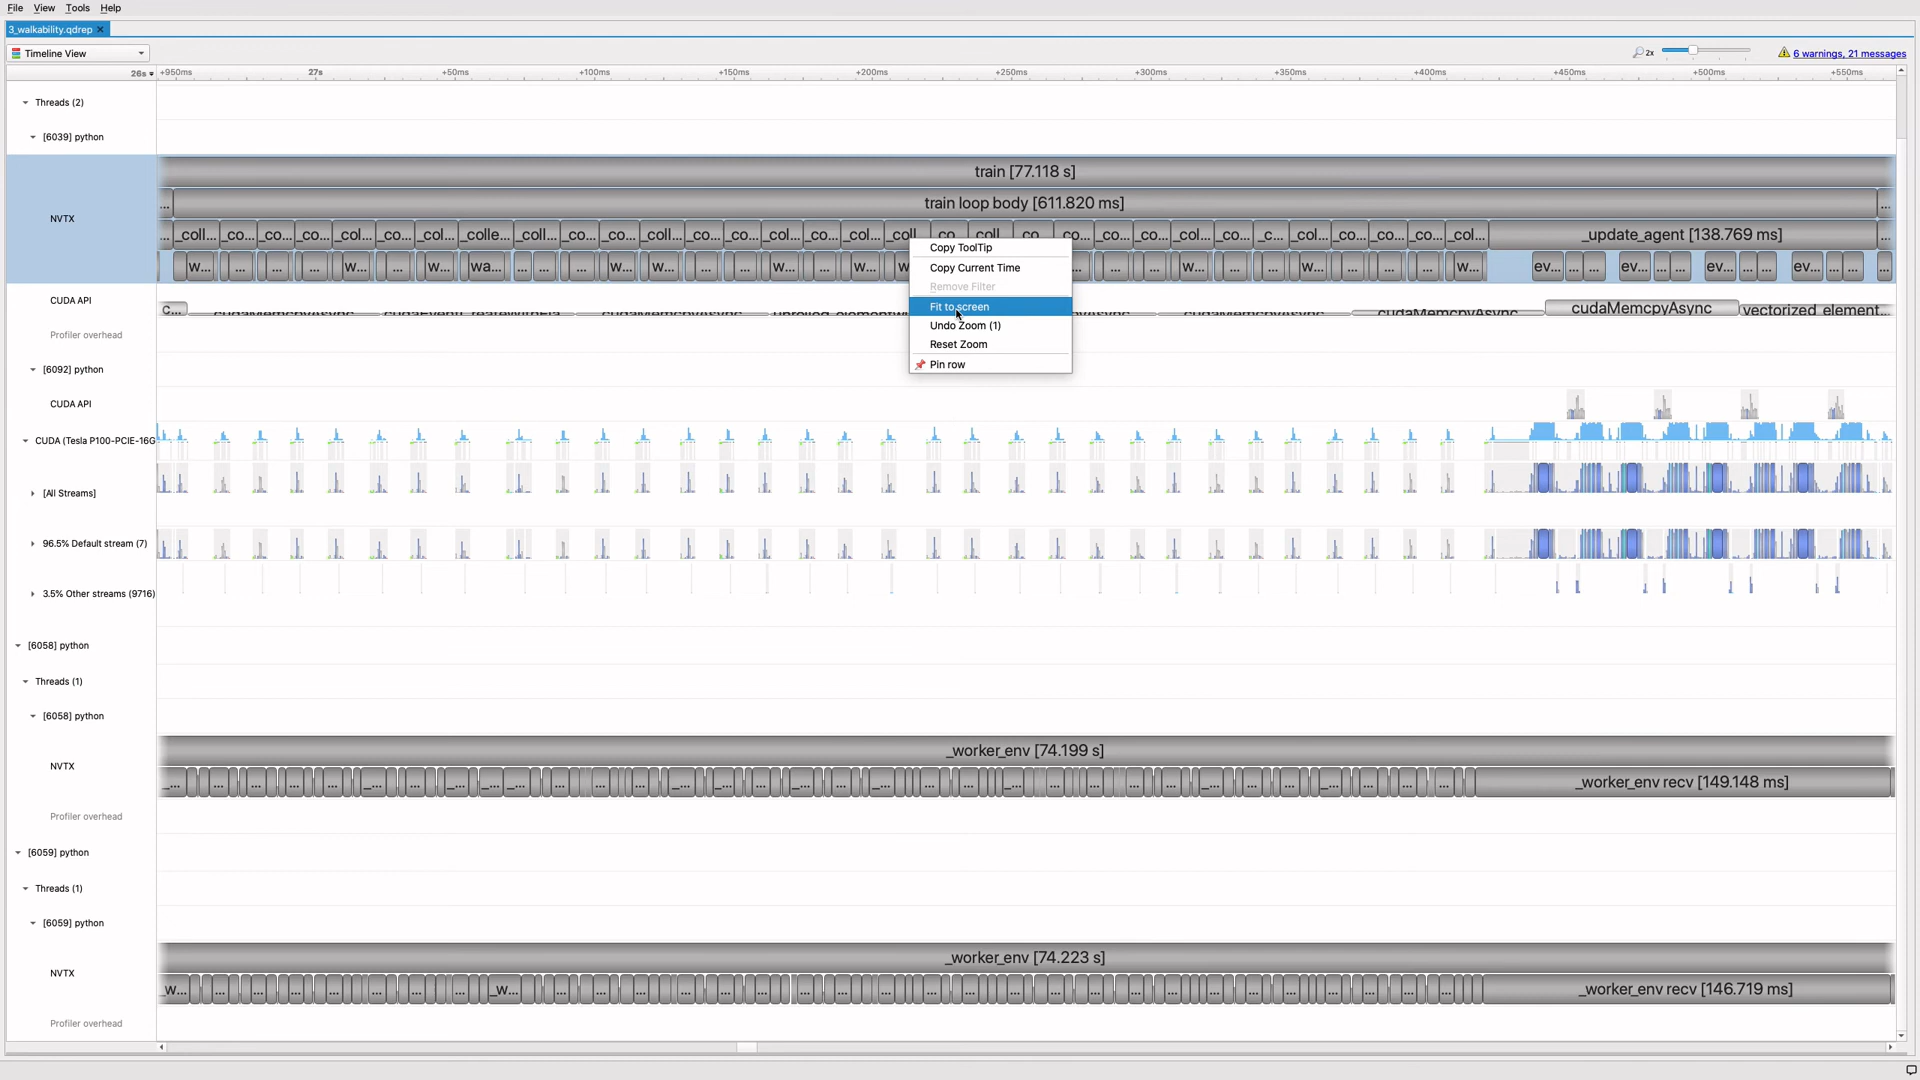 File View Tools Help
3_walkability.qdrep
Timeline View
2x
6 warnings, 21 messages
26s +950ms 27s +50ms +100ms +150ms +200ms +250ms +300ms +350ms +400ms +450ms +500ms +550ms
Threads (2)
[6039] python
NVTX
train [77.118 s]
train loop body [611.820 ms]
_update_agent [138.769 ms]
Copy ToolTip
Copy Current Time
Remove Filter
Fit to screen
Undo Zoom (1)
Reset Zoom
Pin row
CUDA API
C... cudaMemcpyAsync cudaMemcpyAsync cudaMemcpyAsync cudaMemcpyAsync cudaMemcpyAsync vectorized_element...
Profiler overhead
[6092] python
CUDA API
CUDA (Tesla P100-PCIE-16G
[All Streams]
96.5% Default stream (7)
3.5% Other streams (9716)
[6058] python
Threads (1)
[6058] python
NVTX
_worker_env [74.199 s]
_worker_env recv [149.148 ms]
Profiler overhead
[6059] python
Threads (1)
[6059] python
NVTX
_worker_env [74.223 s]
_w... _w... _worker_env recv [146.719 ms]
Profiler overhead